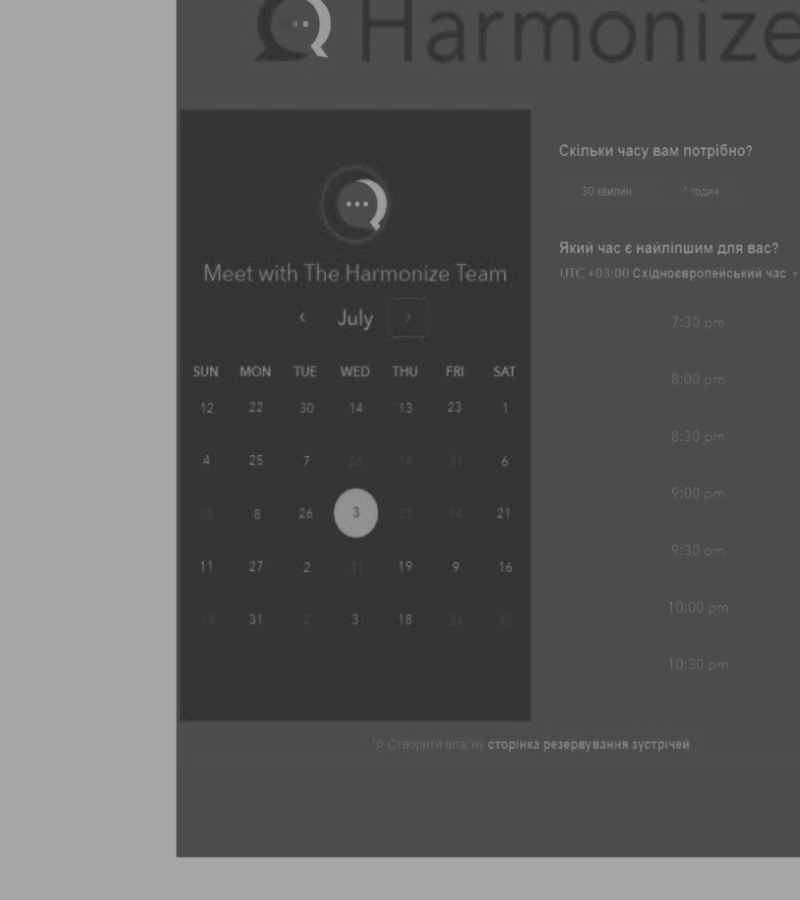 Harmonize
Meet with The Harmonize Team
‹ July ›
SUN MON TUE WED THU FRI SAT
12 22 30 14 13 23 1
4 25 7 26 14 31 6
8 26 3 13 14 21
11 27 2 31 19 9 16
17 31 2 3 18 24 30
Скільки часу вам потрібно?
30 хвилин 1 годин
Який час є найліпшим для вас?
UTC +03:00 Східноєвропейський час
7:30 pm
8:00 pm
8:30 pm
9:00 pm
9:30 pm
10:00 pm
10:30 pm
Створити власну сторінка резервування зустрічей